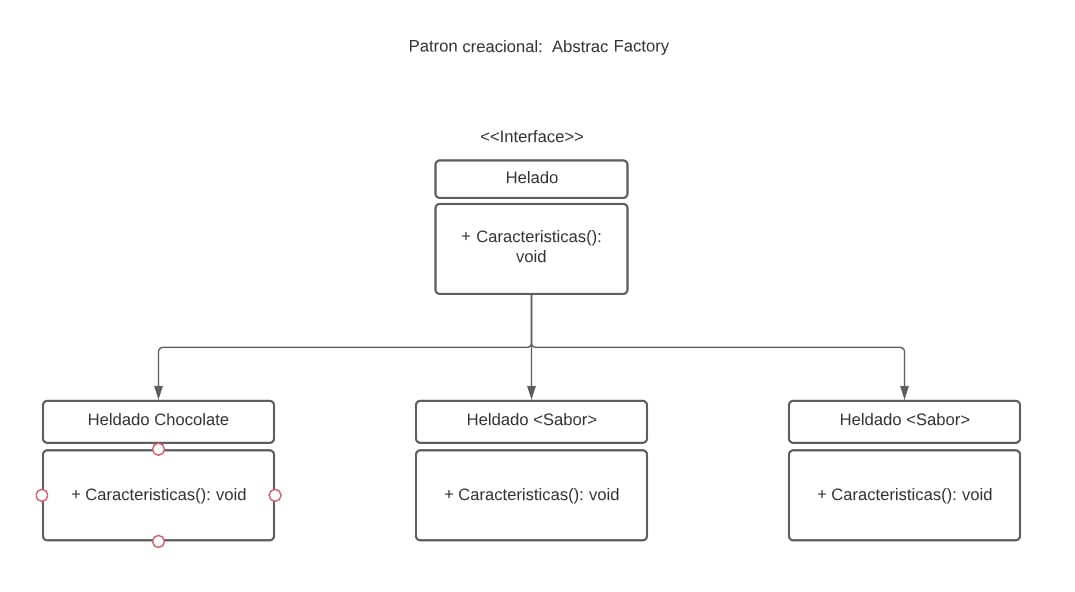 Patron creacional: Abstrac Factory
<<Interface>>
Helado
+ Caracteristicas():
void
Heldado Chocolate
Heldado <Sabor>
Heldado <Sabor>
+ Caracteristicas(): void
+ Caracteristicas(): void
+ Caracteristicas(): void